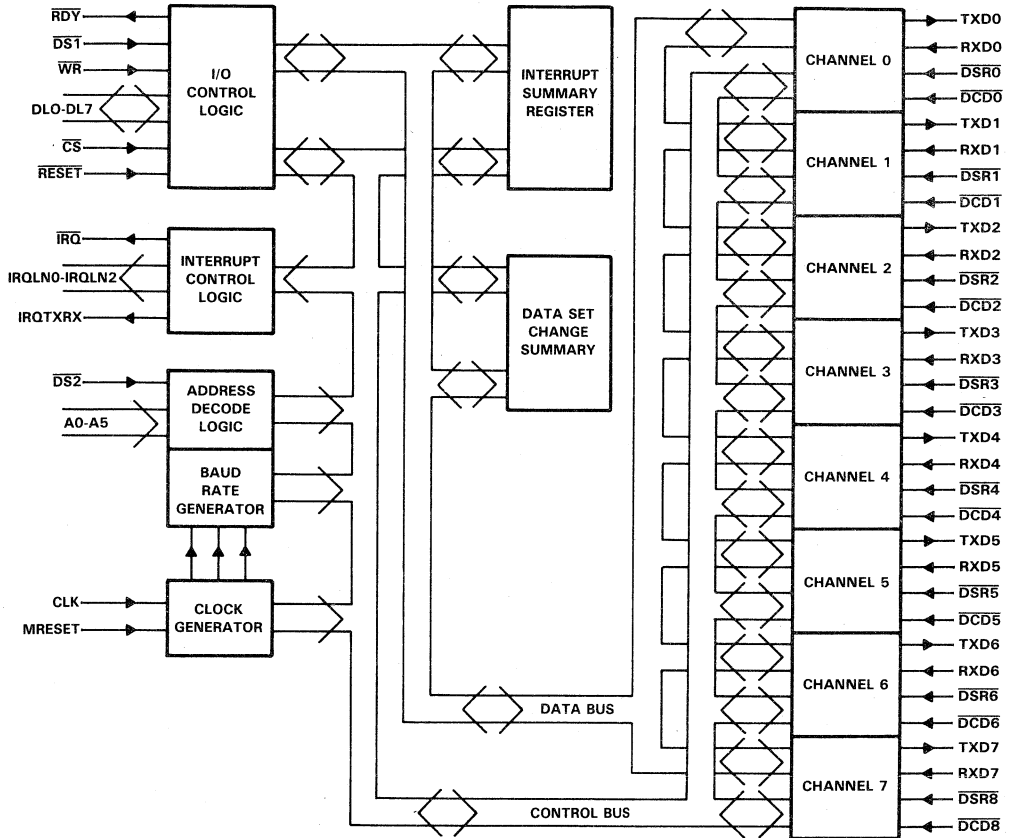 RDY
DS1
WR
DL0-DL7
CS
RESET
I/O
CONTROL
LOGIC
IRQ
IRQLN0-IRQLN2
IRQTXRX
INTERRUPT
CONTROL
LOGIC
DS2
A0-A5
ADDRESS
DECODE
LOGIC
BAUD
RATE
GENERATOR
CLK
MRESET
CLOCK
GENERATOR
INTERRUPT
SUMMARY
REGISTER
DATA SET
CHANGE
SUMMARY
DATA BUS
CONTROL BUS
CHANNEL 0
TXD0
RXD0
DSR0
DCD0
CHANNEL 1
TXD1
RXD1
DSR1
DCD1
CHANNEL 2
TXD2
RXD2
DSR2
DCD2
CHANNEL 3
TXD3
RXD3
DSR3
DCD3
CHANNEL 4
TXD4
RXD4
DSR4
DCD4
CHANNEL 5
TXD5
RXD5
DSR5
DCD5
CHANNEL 6
TXD6
RXD6
DSR6
DCD6
CHANNEL 7
TXD7
RXD7
DSR8
DCD8